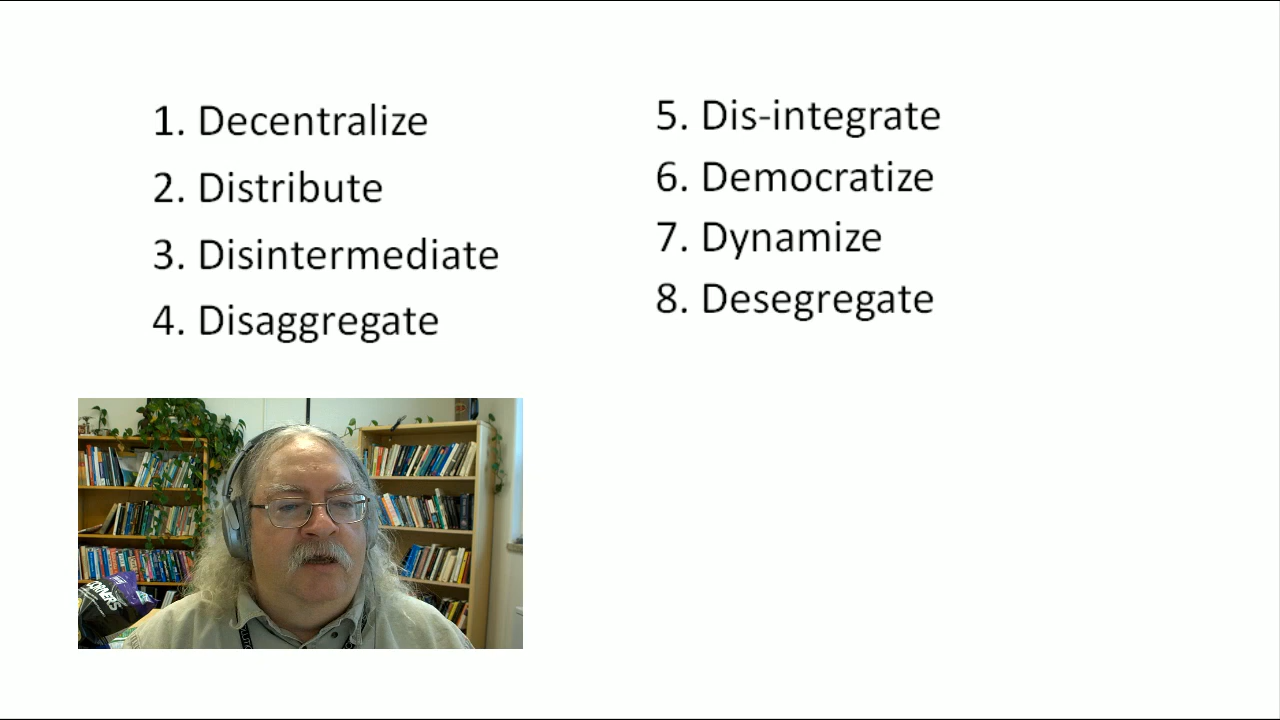 1. Decentralize
2. Distribute
3. Disintermediate
4. Disaggregate
5. Dis-integrate
6. Democratize
7. Dynamize
8. Desegregate